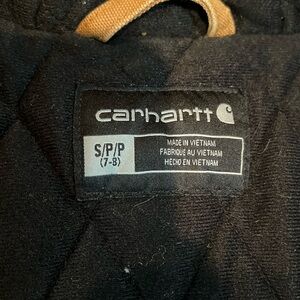 carhartt
S/P/P
(7-8)
MADE IN VIETNAM
FABRIQUÉ AU VIETNAM
HECHO EN VIETNAM